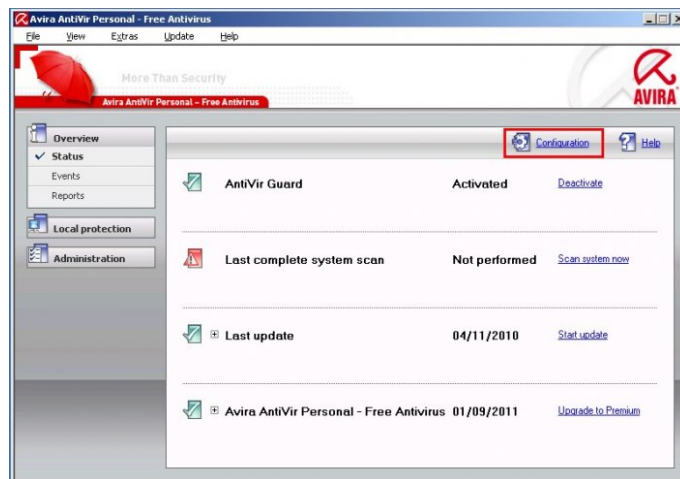 Avira AntiVir Personal - Free Antivirus
File View Extras Update Help
More Than Security
AVIRA
Avira AntiVir Personal – Free Antivirus
Overview
Configuration Help
Status
Events
Reports
Local protection
Administration
AntiVir Guard Activated Deactivate
Last complete system scan Not performed Scan system now
Last update 04/11/2010 Start update
Avira AntiVir Personal - Free Antivirus 01/09/2011 Upgrade to Premium